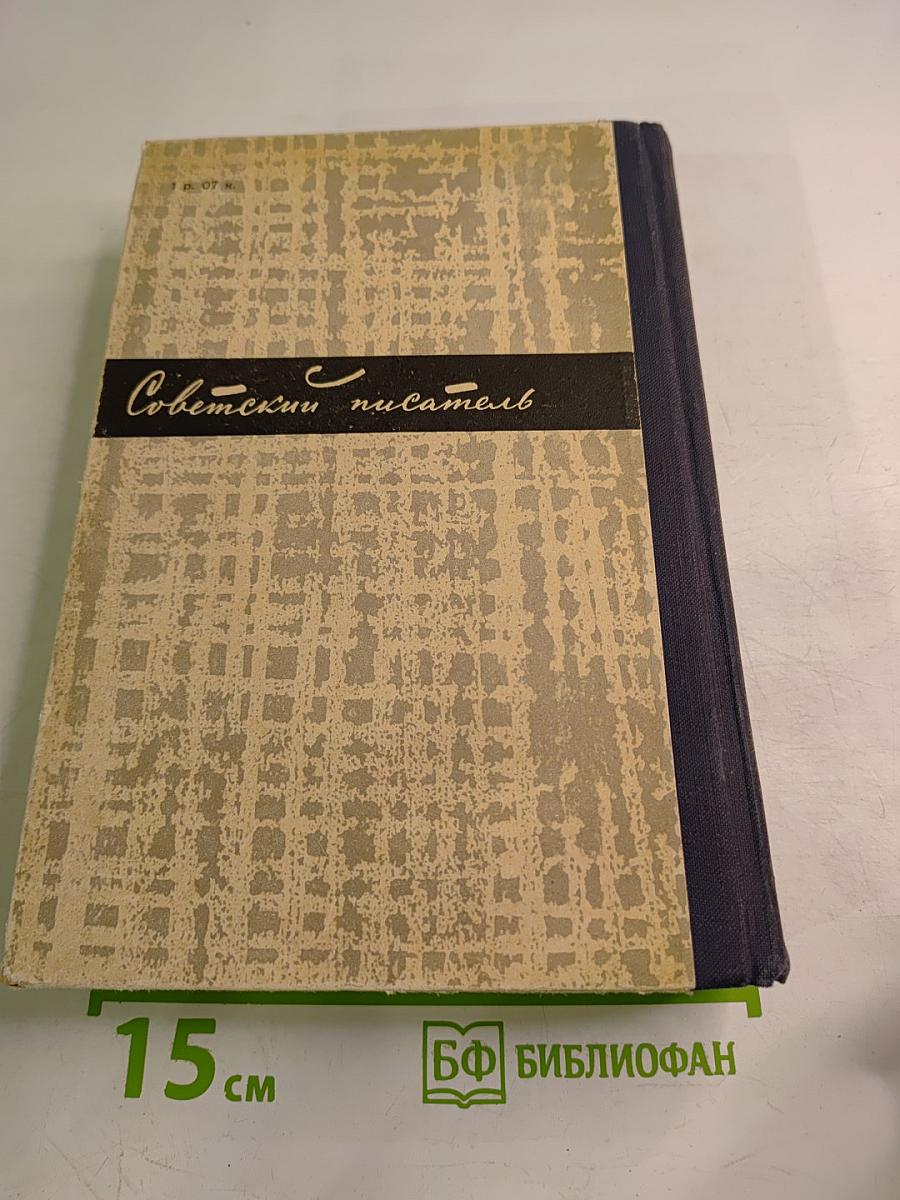 1 р. 07 к.
Советский писатель
15 см
БФ БИБЛИОФАН